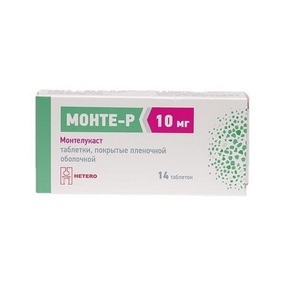 МОНТЕ-Р 10 мг
Монтелукаст
таблетки, покрытые пленочной
оболочкой
HETERO
14 таблеток